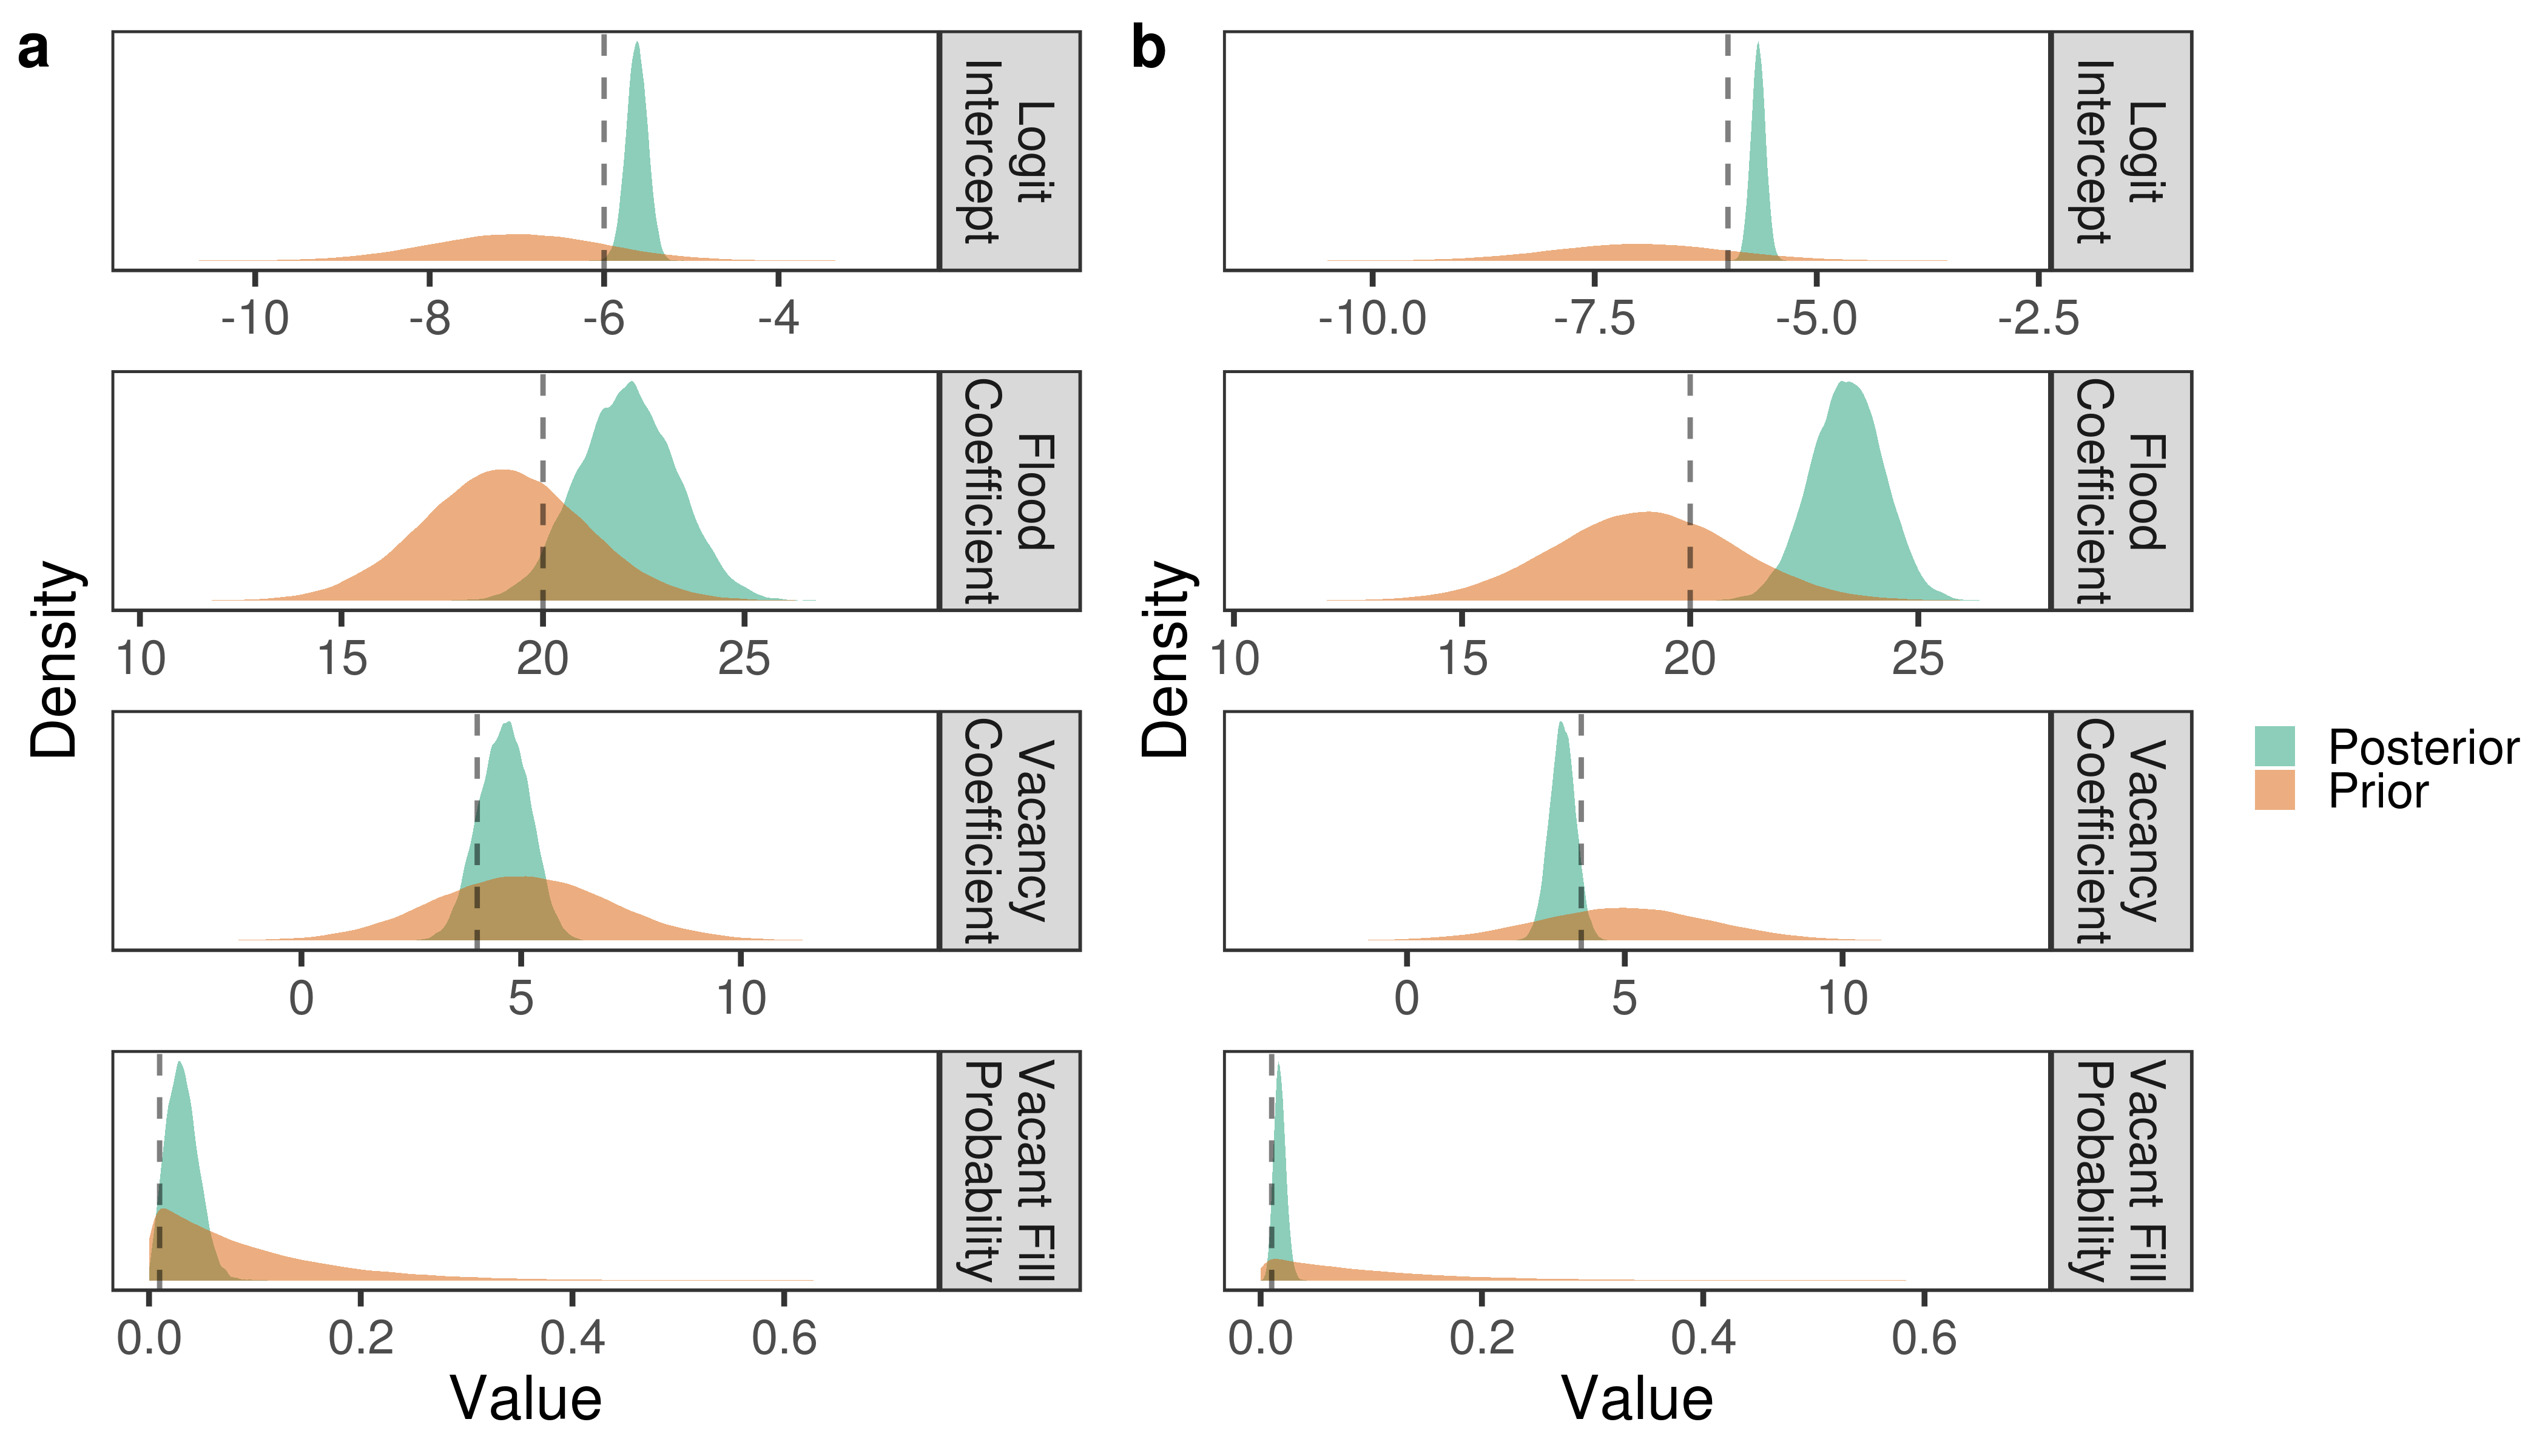 a
Density
Logit
Intercept
-10 -8 -6 -4
Flood
Coefficient
10 15 20 25
Vacancy
Coefficient
0 5 10
Vacant Fill
Probability
0.0 0.2 0.4 0.6
Value
b
Density
Logit
Intercept
-10.0 -7.5 -5.0 -2.5
Flood
Coefficient
10 15 20 25
Vacancy
Coefficient
0 5 10
Vacant Fill
Probability
0.0 0.2 0.4 0.6
Value
Posterior
Prior